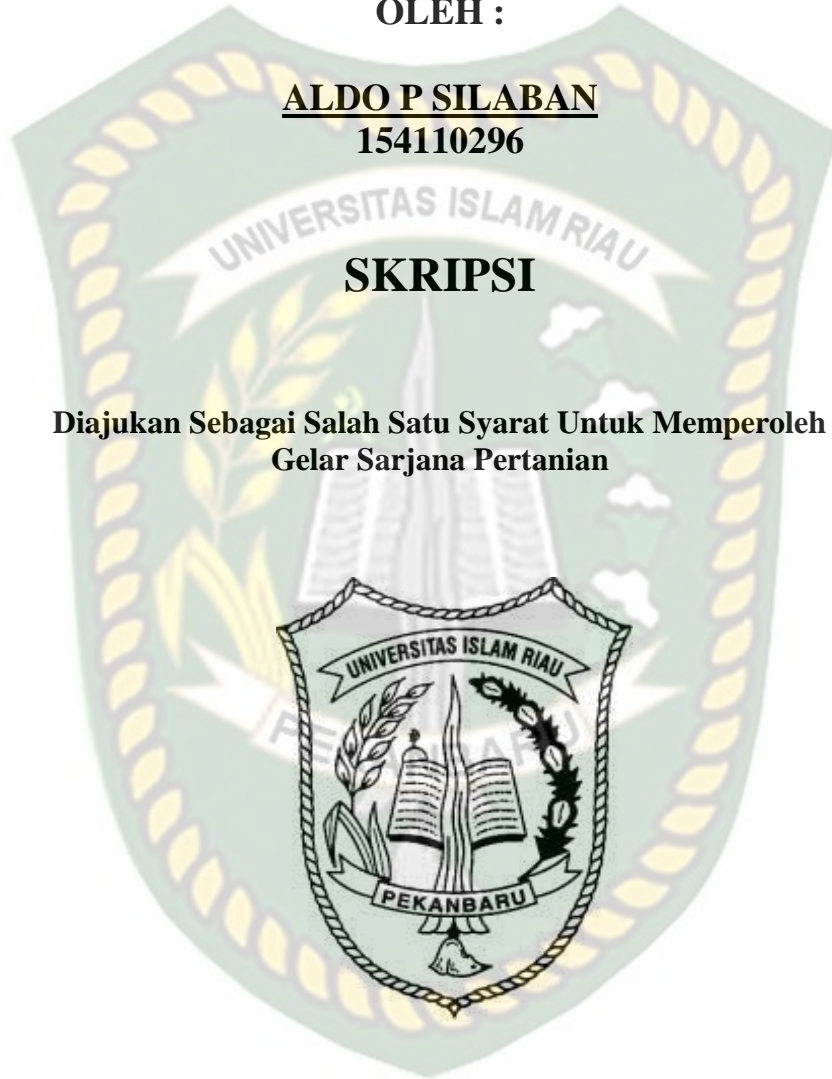 OLEH :
ALDO P SILABAN
154110296
UNIVERSITAS ISLAM RIAU
SKRIPSI
Diajukan Sebagai Salah Satu Syarat Untuk Memperoleh
Gelar Sarjana Pertanian
UNIVERSITAS ISLAM RIAU
PEKANBARU
PEKANBARU